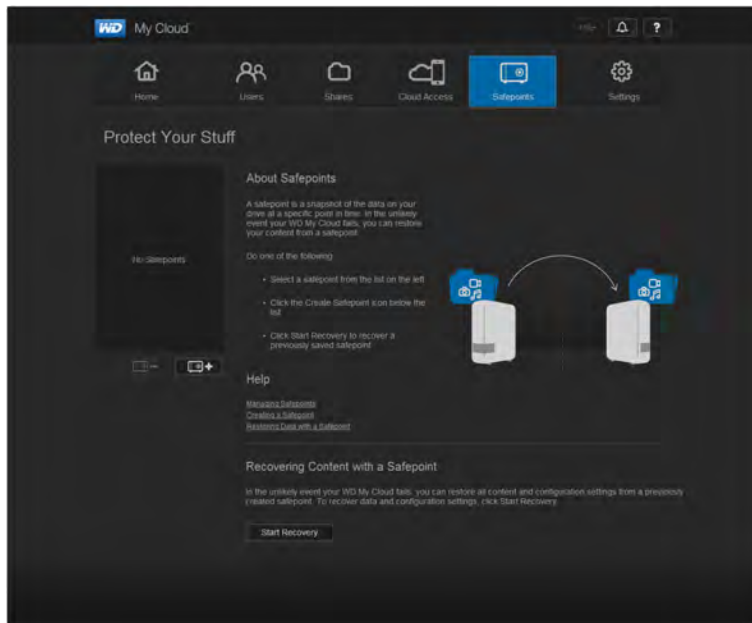 WD My Cloud
?
Home
Users
Shares
Cloud Access
Safepoints
Settings
Protect Your Stuff
No Safepoints
About Safepoints
A safepoint is a snapshot of the data on your
drive at a specific point in time. In the unlikely
event your WD My Cloud fails, you can restore
your content from a safepoint.
Do one of the following
• Select a safepoint from the list on the left
• Click the Create Safepoint icon below the
list
• Click Start Recovery to recover a
previously saved safepoint
Help
Managing Safepoints
Creating a Safepoint
Restoring Data with a Safepoint
Recovering Content with a Safepoint
In the unlikely event your WD My Cloud fails, you can restore all content and configuration settings from a previously
created safepoint. To recover data and configuration settings, click Start Recovery.
Start Recovery